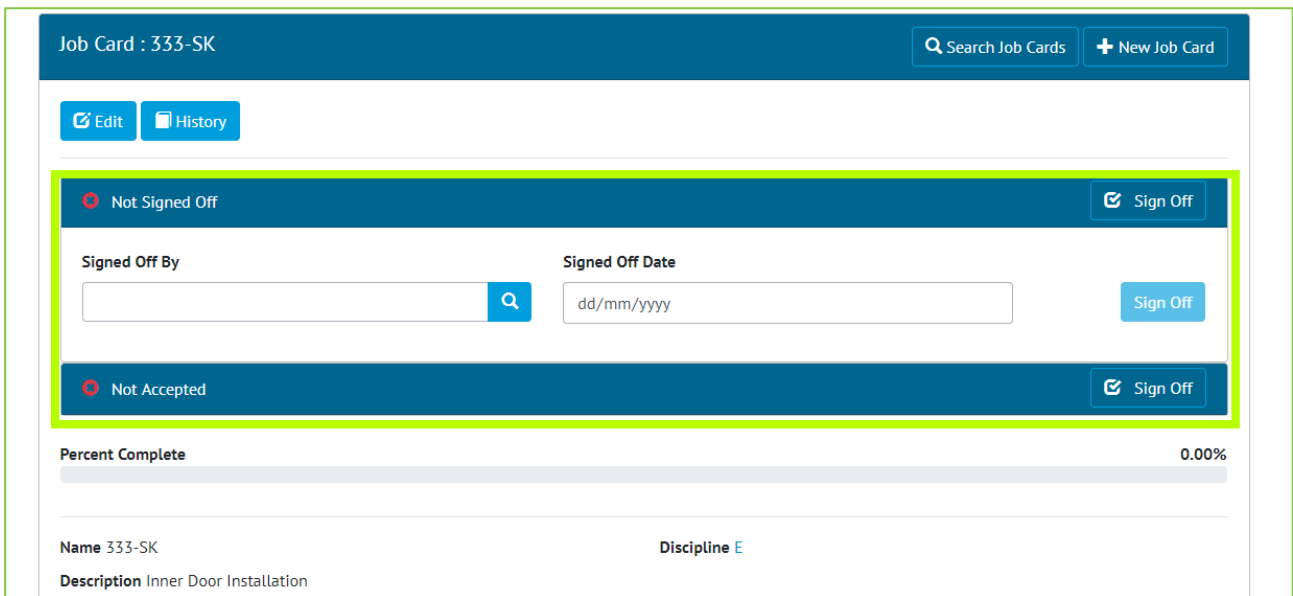 Job Card : 333-SK
Search Job Cards
New Job Card
Edit
History
Not Signed Off
Sign Off
Signed Off By
Signed Off Date
dd/mm/yyyy
Sign Off
Not Accepted
Sign Off
Percent Complete
0.00%
Name 333-SK
Discipline E
Description Inner Door Installation